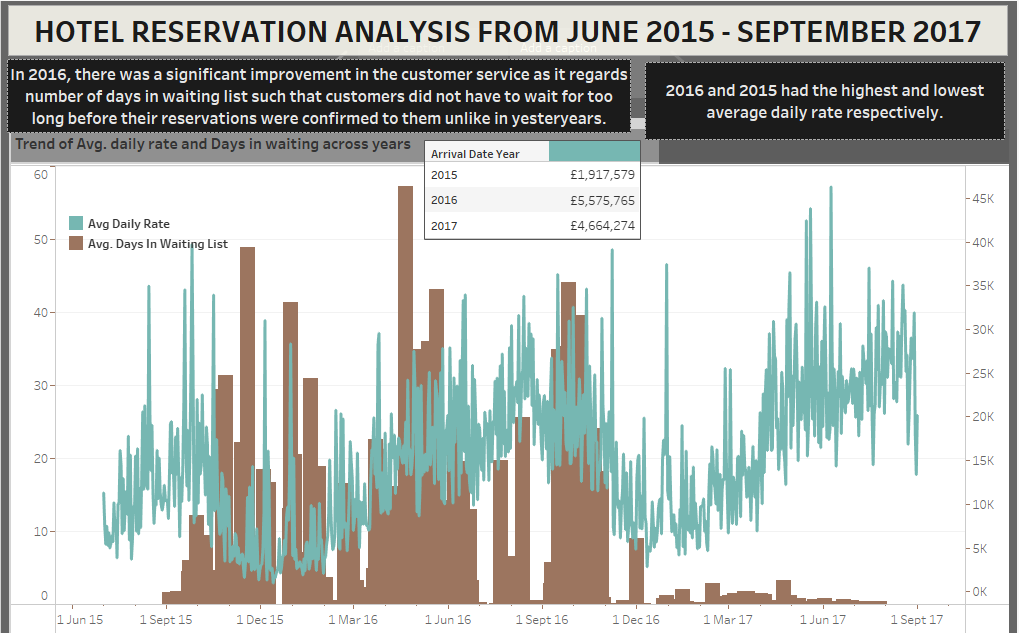 HOTEL RESERVATION ANALYSIS FROM JUNE 2015 - SEPTEMBER 2017
Add a caption
Add a caption
In 2016, there was a significant improvement in the customer service as it regards
number of days in waiting list such that customers did not have to wait for too
long before their reservations were confirmed to them unlike in yesteryears.
2016 and 2015 had the highest and lowest
average daily rate respectively.
Trend of Avg. daily rate and Days in waiting across years
Arrival Date Year
2015 £1,917,579
2016 £5,575,765
2017 £4,664,274
Avg Daily Rate
Avg. Days In Waiting List
60
50
40
30
20
10
0
45K
40K
35K
30K
25K
20K
15K
10K
5K
0K
1 Jun 15 1 Sept 15 1 Dec 15 1 Mar 16 1 Jun 16 1 Sept 16 1 Dec 16 1 Mar 17 1 Jun 17 1 Sept 17